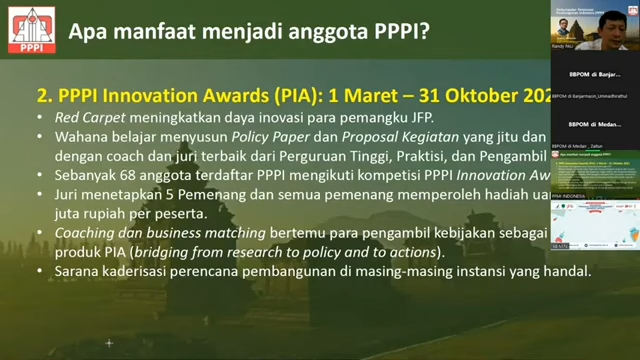 PPPI
Apa manfaat menjadi anggota PPPI?
2. PPPI Innovation Awards (PIA): 1 Maret – 31 Oktober 202
• Red Carpet meningkatkan daya inovasi para pemangku JFP.
• Wahana belajar menyusun Policy Paper dan Proposal Kegiatan yang jitu dan
dengan coach dan juri terbaik dari Perguruan Tinggi, Praktisi, dan Pengambil
• Sebanyak 68 anggota terdaftar PPPI mengikuti kompetisi PPPI Innovation Aw
• Juri menetapkan 5 Pemenang dan semua pemenang memperoleh hadiah ua
juta rupiah per peserta.
• Coaching dan business matching bertemu para pengambil kebijakan sebagai
produk PIA (bridging from research to policy and to actions).
• Sarana kaderisasi perencana pembangunan di masing-masing instansi yang handal.
BBPOM di Banjar...
BBPOM di Medan...
PPPI INDONESIA